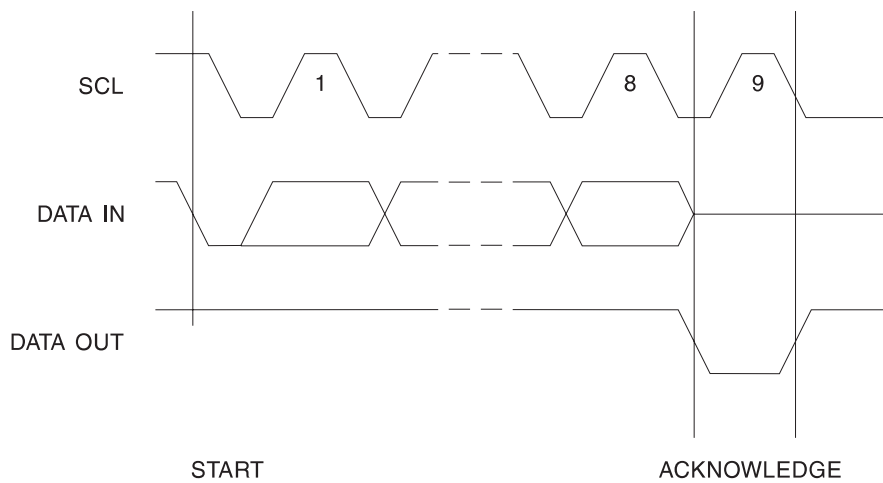 SCL
1
8
9
DATA IN
DATA OUT
START
ACKNOWLEDGE